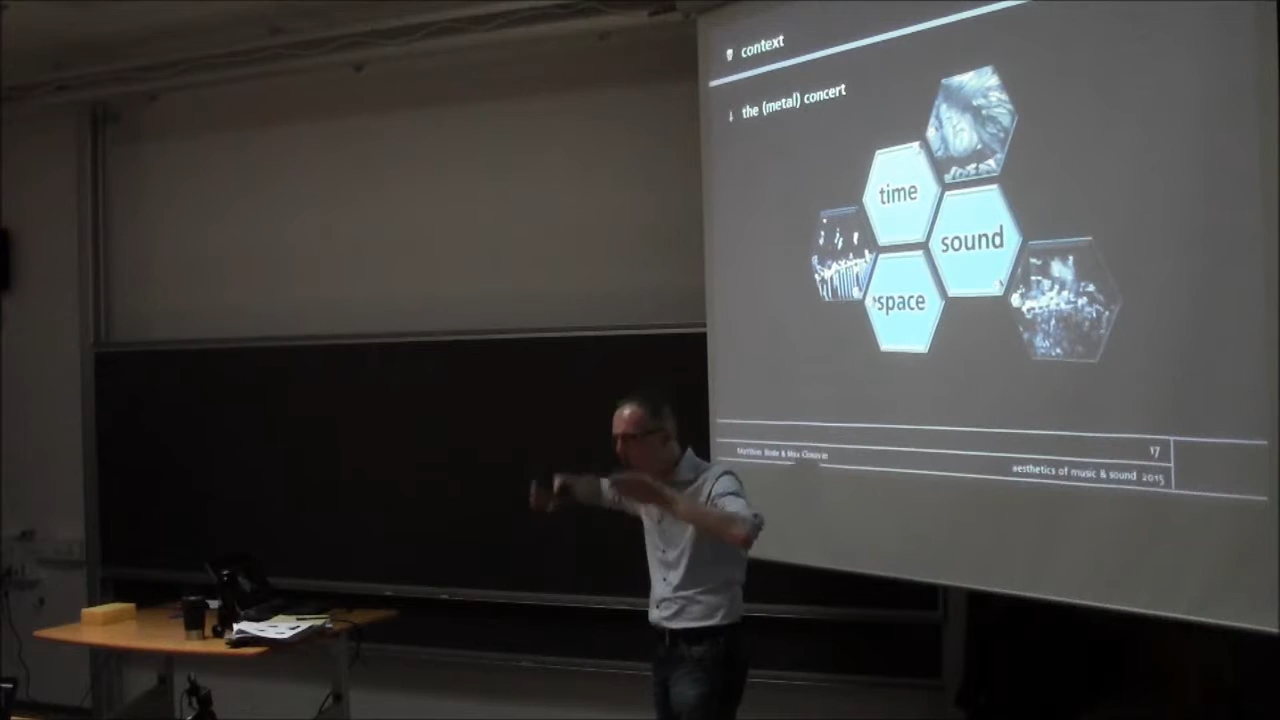 context
the (metal) concert
time
sound
space
17
aesthetics of music & sound 2015